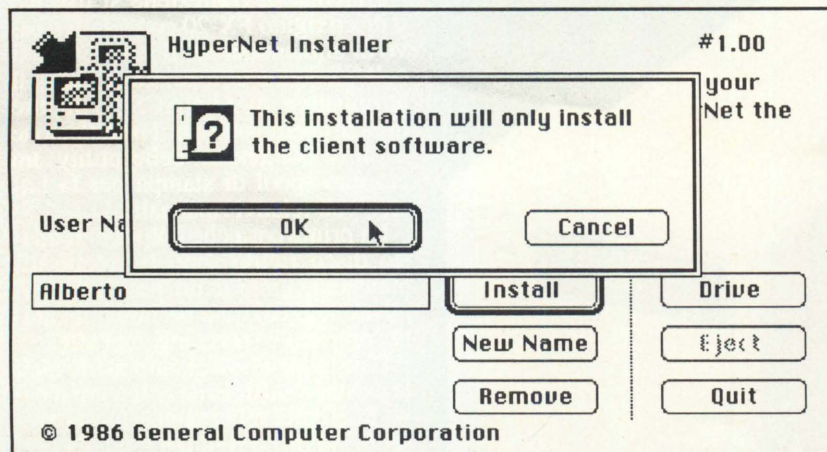 HyperNet Installer
#1.00
your
rNet the
This installation will only install
the client software.
OK
Cancel
User Na
Alberto
Install
Drive
New Name
Eject
Remove
Quit
© 1986 General Computer Corporation